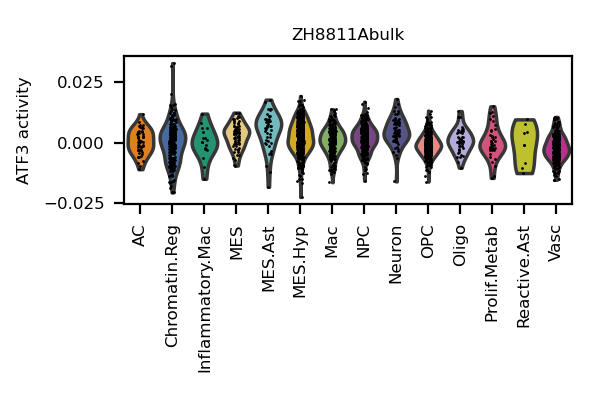 ZH8811Abulk
ATF3 activity
0.025
0.000
−0.025
AC
Chromatin.Reg
Inflammatory.Mac
MES
MES.Ast
MES.Hyp
Mac
NPC
Neuron
OPC
Oligo
Prolif.Metab
Reactive.Ast
Vasc